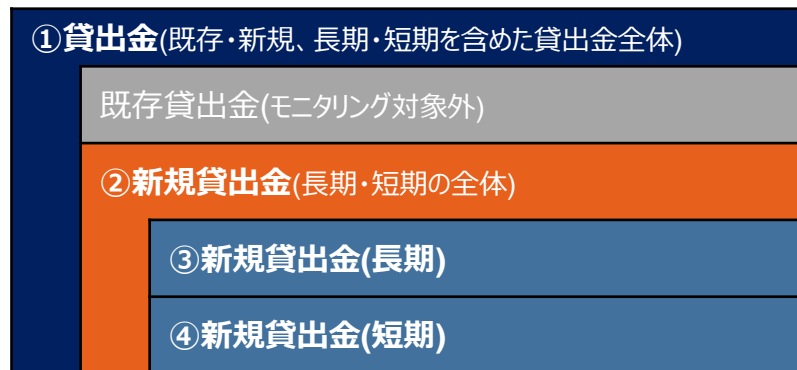 ①貸出金(既存・新規、長期・短期を含めた貸出金全体)
既存貸出金(モニタリング対象外)
②新規貸出金(長期・短期の全体)
③新規貸出金(長期)
④新規貸出金(短期)